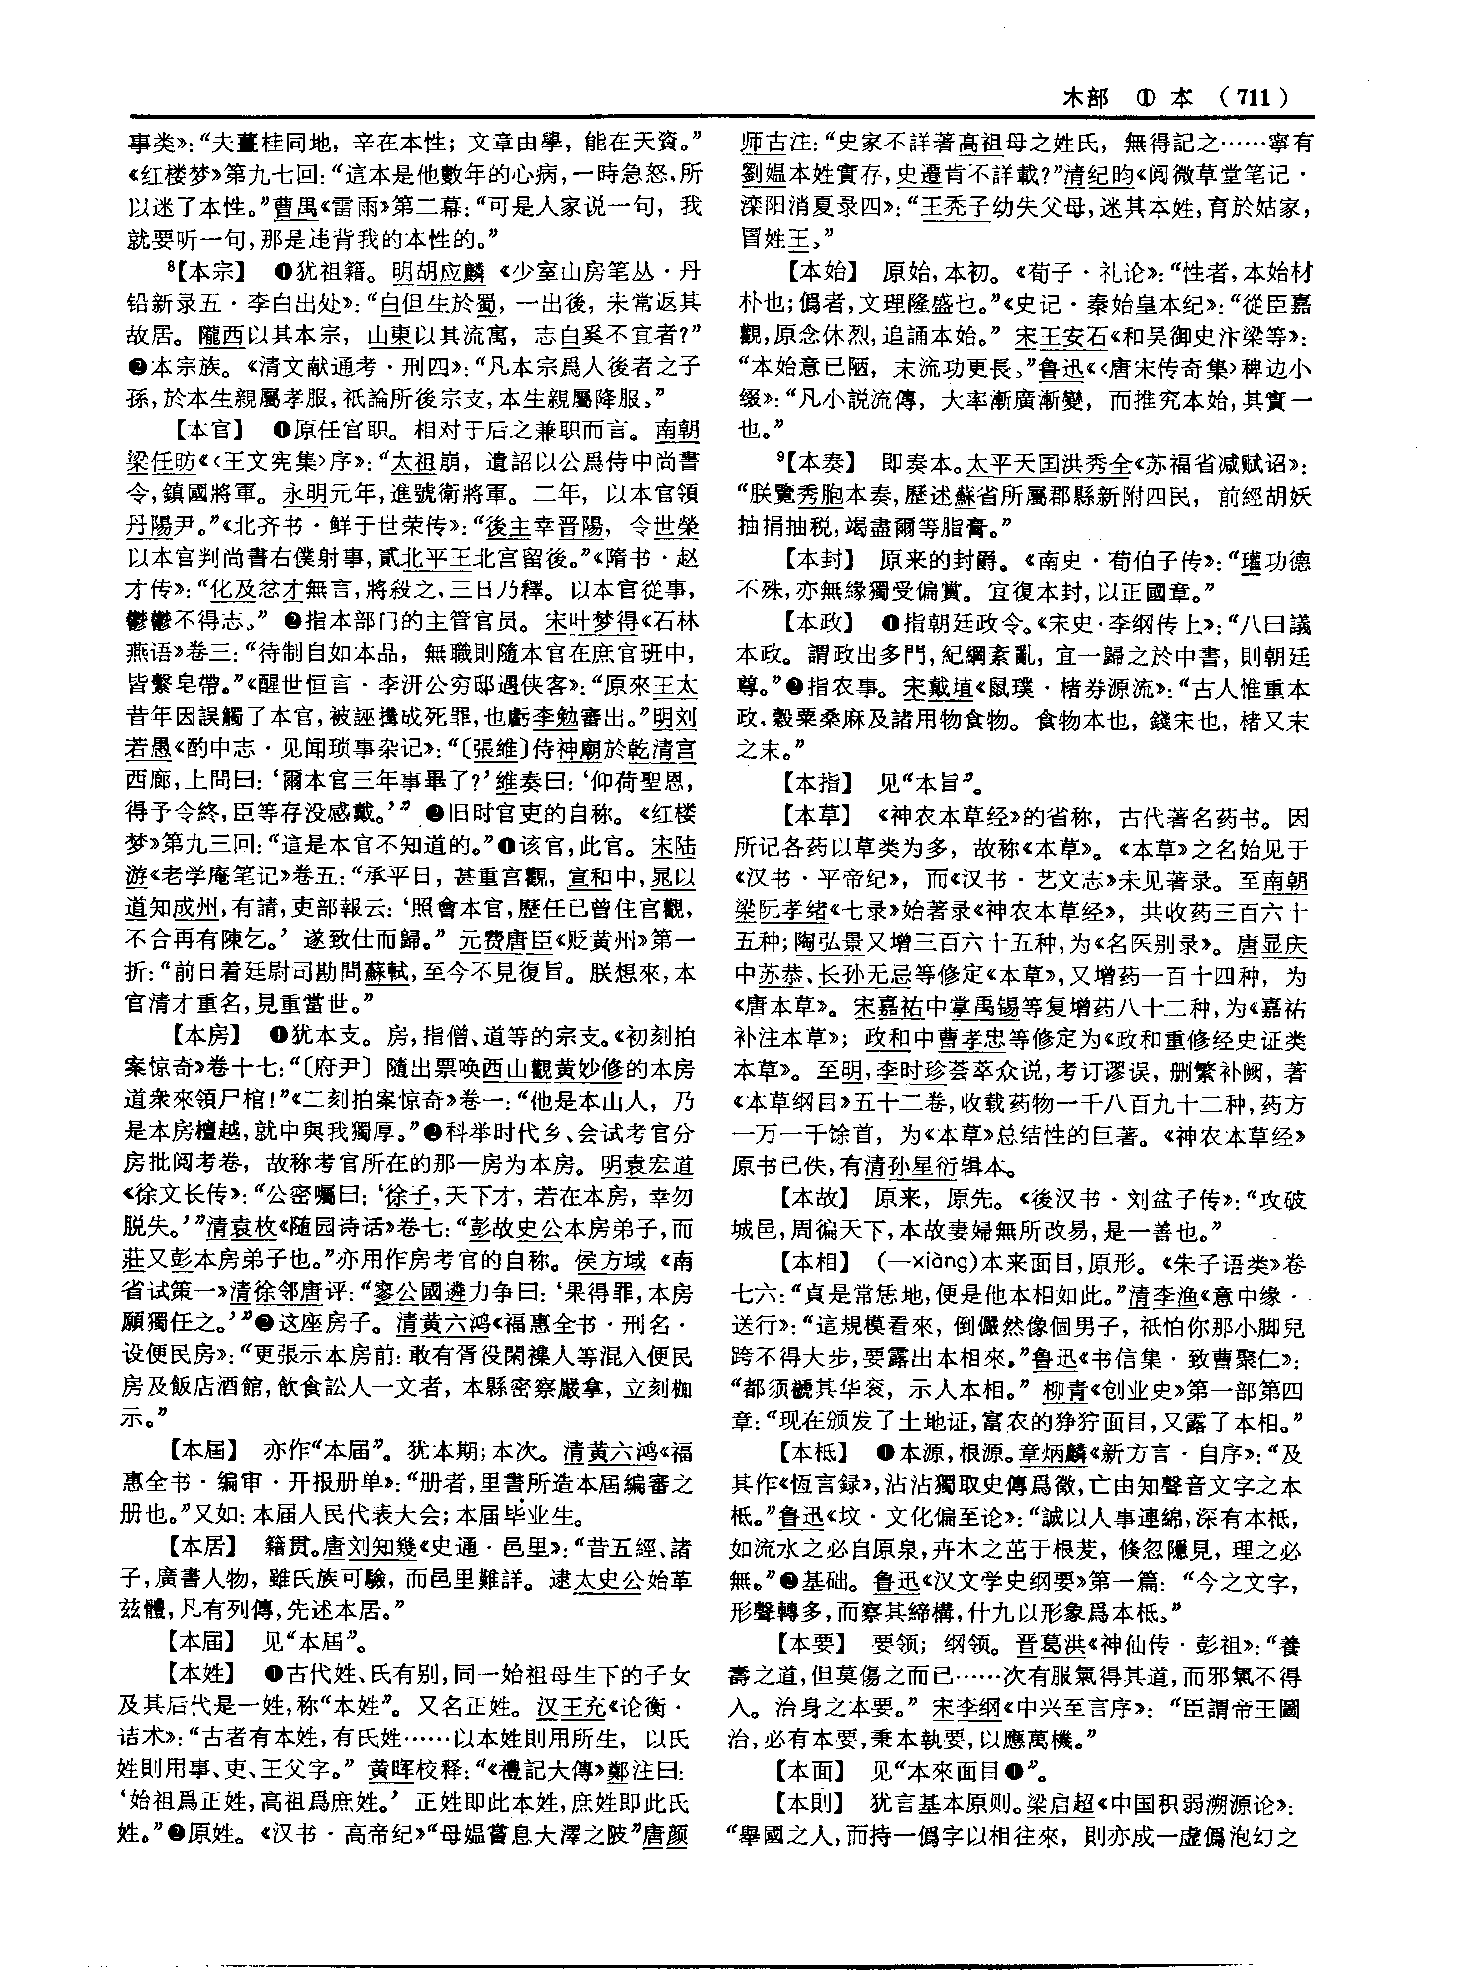 木部　①　本　（711）
事类》：“夫薑桂同地，辛在本性；文章由學，能在天資。”
《红楼梦》第九七回：“這本是他數年的心病，一時急怒，所
以迷了本性。”曹禺《雷雨》第二幕：“可是人家说一句，我
就要听一句，那是违背我的本性的。”
⁸【本宗】　❶犹祖籍。明胡应麟《少室山房笔丛·丹
铅新录五·李白出处》：“白但生於蜀，一出後，未常返其
故居。隴西以其本宗，山東以其流寓，志白奚不宜者？”
❷本宗族。《清文献通考·刑四》：“凡本宗爲人後者之子
孫，於本生親屬孝服，祇論所後宗支，本生親屬降服。”
【本官】　❶原任官职。相对于后之兼职而言。南朝
梁任昉《〈王文宪集〉序》：“太祖崩，遺詔以公爲侍中尚書
令，鎮國將軍。永明元年，進號衛將軍。二年，以本官領
丹陽尹。”《北齐书·鲜于世荣传》：“後主幸晋陽，令世榮
以本官判尚書右僕射事，貳北平王北宫留後。”《隋书·赵
才传》：“化及忿才無言，將殺之，三日乃釋。以本官從事，
鬱鬱不得志。”　❷指本部门的主管官员。宋叶梦得《石林
燕语》卷三：“待制自如本品，無職則隨本官在庶官班中，
皆繫皂帶。”《醒世恒言·李汧公穷邸遇侠客》：“原來王太
昔年因誤觸了本官，被誣搆成死罪，也虧李勉審出。”明刘
若愚《酌中志·见闻琐事杂记》：“〔張維〕侍神廟於乾清宫
西廊，上問曰：‘爾本官三年事畢了？’維奏曰：‘仰荷聖恩，
得予令終，臣等存没感戴。’”　❸旧时官吏的自称。《红楼
梦》第九三回：“這是本官不知道的。”❹该官，此官。宋陆
游《老学庵笔记》卷五：“承平日，甚重宫觀，宣和中，晁以
道知成州，有請，吏部報云：‘照會本官，歷任已曾住宫觀，
不合再有陳乞。’遂致仕而歸。”　元费唐臣《贬黄州》第一
折：“前日着廷尉司勘問蘇軾，至今不見復旨。朕想來，本
官清才重名，見重當世。”
【本房】　❶犹本支。房，指僧、道等的宗支。《初刻拍
案惊奇》卷十七：“〔府尹〕隨出票唤西山觀黄妙修的本房
道衆來領尸棺！”《二刻拍案惊奇》卷一：“他是本山人，乃
是本房檀越，就中與我獨厚。”❷科举时代乡、会试考官分
房批阅考卷，故称考官所在的那一房为本房。明袁宏道
《徐文长传》：“公密囑曰：‘徐子，天下才，若在本房，幸勿
脱失。’”清袁枚《随园诗话》卷七：“彭故史公本房弟子，而
莊又彭本房弟子也。”亦用作房考官的自称。侯方域《南
省试策一》清徐邻唐评：“寥公國遴力争曰：‘果得罪，本房
願獨任之。’”❸这座房子。清黄六鸿《福惠全书·刑名·
设便民房》：“更張示本房前：敢有胥役閑襍人等混入便民
房及飯店酒館，飲食訟人一文者，本縣密察嚴拿，立刻枷
示。”
【本屆】　亦作“本届”。犹本期；本次。清黄六鸿《福
惠全书·编审·开报册单》：“册者，里書所造本屆編審之
册也。”又如：本届人民代表大会；本届毕业生。
【本居】　籍贯。唐刘知幾《史通·邑里》：“昔五經、諸
子，廣書人物，雖氏族可驗，而邑里難詳。逮太史公始革
兹體，凡有列傳，先述本居。”
【本届】　见“本屆”。
【本姓】　❶古代姓、氏有别，同一始祖母生下的子女
及其后代是一姓，称“本姓”。又名正姓。汉王充《论衡·
诘术》：“古者有本姓，有氏姓……以本姓則用所生，以氏
姓則用事、吏、王父字。”　黄晖校释：“《禮記大傳》鄭注曰：
‘始祖爲正姓，高祖爲庶姓。’正姓即此本姓，庶姓即此氏
姓。”❷原姓。《汉书·高帝纪》“母媪嘗息大澤之陂”唐颜
师古注：“史家不詳著高祖母之姓氏，無得記之……寧有
劉媪本姓實存，史遷肯不詳載？”清纪昀《阅微草堂笔记·
滦阳消夏录四》：“王秃子幼失父母，迷其本姓，育於姑家，
冒姓王。”
【本始】　原始，本初。《荀子·礼论》：“性者，本始材
朴也；僞者，文理隆盛也。”《史记·秦始皇本纪》：“從臣嘉
觀，原念休烈，追誦本始。”　宋王安石《和吴御史汴梁等》：
“本始意已陋，末流功更長。”鲁迅《〈唐宋传奇集〉稗边小
缀》：“凡小説流傳，大率漸廣漸變，而推究本始，其實一
也。”
⁹【本奏】　即奏本。太平天囯洪秀全《苏福省减赋诏》：
“朕覽秀胞本奏，歷述蘇省所屬郡縣新附四民，前經胡妖
抽捐抽税，竭盡爾等脂膏。”
【本封】　原来的封爵。《南史·荀伯子传》：“瓘功德
不殊，亦無緣獨受偏賞。宜復本封，以正國章。”
【本政】　❶指朝廷政令。《宋史·李纲传上》：“八曰議
本政。謂政出多門，紀綱紊亂，宜一歸之於中書，則朝廷
尊。”❷指农事。宋戴埴《鼠璞·楮券源流》：“古人惟重本
政，穀粟桑麻及諸用物食物。食物本也，錢末也，楮又末
之末。”
【本指】　见“本旨”。
【本草】　《神农本草经》的省称，古代著名药书。因
所记各药以草类为多，故称《本草》。《本草》之名始见于
《汉书·平帝纪》，而《汉书·艺文志》未见著录。至南朝
梁阮孝绪《七录》始著录《神农本草经》，共收药三百六十
五种；陶弘景又增三百六十五种，为《名医别录》。唐显庆
中苏恭、长孙无忌等修定《本草》，又增药一百十四种，为
《唐本草》。宋嘉祐中掌禹锡等复增药八十二种，为《嘉祐
补注本草》；政和中曹孝忠等修定为《政和重修经史证类
本草》。至明，李时珍荟萃众说，考订谬误，删繁补阙，著
《本草纲目》五十二卷，收载药物一千八百九十二种，药方
一万一千馀首，为《本草》总结性的巨著。《神农本草经》
原书已佚，有清孙星衍辑本。
【本故】　原来，原先。《後汉书·刘盆子传》：“攻破
城邑，周徧天下，本故妻婦無所改易，是一善也。”
【本相】　（—xiàng）本来面目，原形。《朱子语类》卷
七六：“貞是常恁地，便是他本相如此。”清李渔《意中缘·
送行》：“這規模看來，倒儼然像個男子，祇怕你那小脚兒
跨不得大步，要露出本相來。”鲁迅《书信集·致曹聚仁》：
“都须褫其华衮，示人本相。”　柳青《创业史》第一部第四
章：“现在颁发了土地证，富农的狰狞面目，又露了本相。”
【本柢】　❶本源，根源。章炳麟《新方言·自序》：“及
其作《恆言録》，沾沾獨取史傳爲徵，亡由知聲音文字之本
柢。”鲁迅《坟·文化偏至论》：“誠以人事連綿，深有本柢，
如流水之必自原泉，卉木之茁于根茇，倏忽隱見，理之必
無。”❷基础。鲁迅《汉文学史纲要》第一篇：“今之文字，
形聲轉多，而察其締構，什九以形象爲本柢。”
【本要】　要领；纲领。晋葛洪《神仙传·彭祖》：“養
壽之道，但莫傷之而已……次有服氣得其道，而邪氣不得
入。治身之本要。”　宋李纲《中兴至言序》：“臣謂帝王圖
治，必有本要，秉本執要，以應萬機。”
【本面】　见“本來面目❶”。
【本則】　犹言基本原则。梁启超《中国积弱溯源论》：
“舉國之人，而持一僞字以相往來，則亦成一虚僞泡幻之